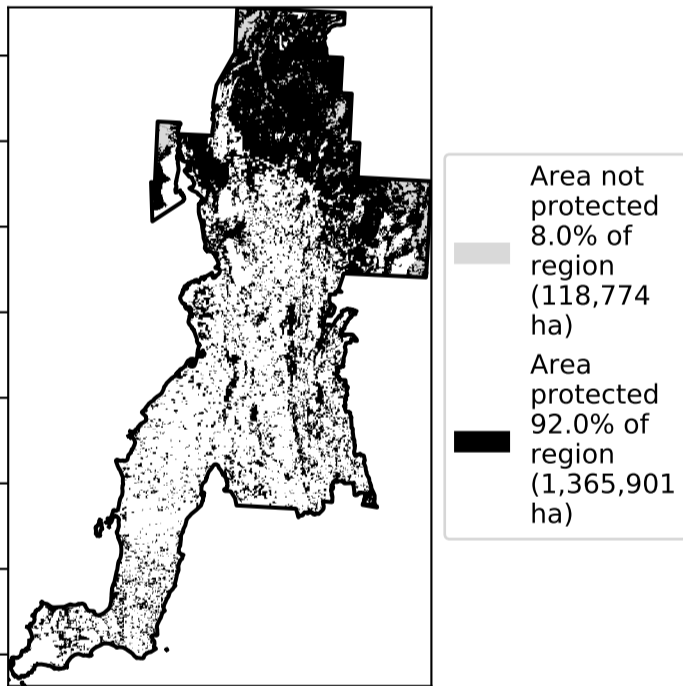 Area not
protected
8.0% of
region
(118,774
ha)
Area
protected
92.0% of
region
(1,365,901
ha)